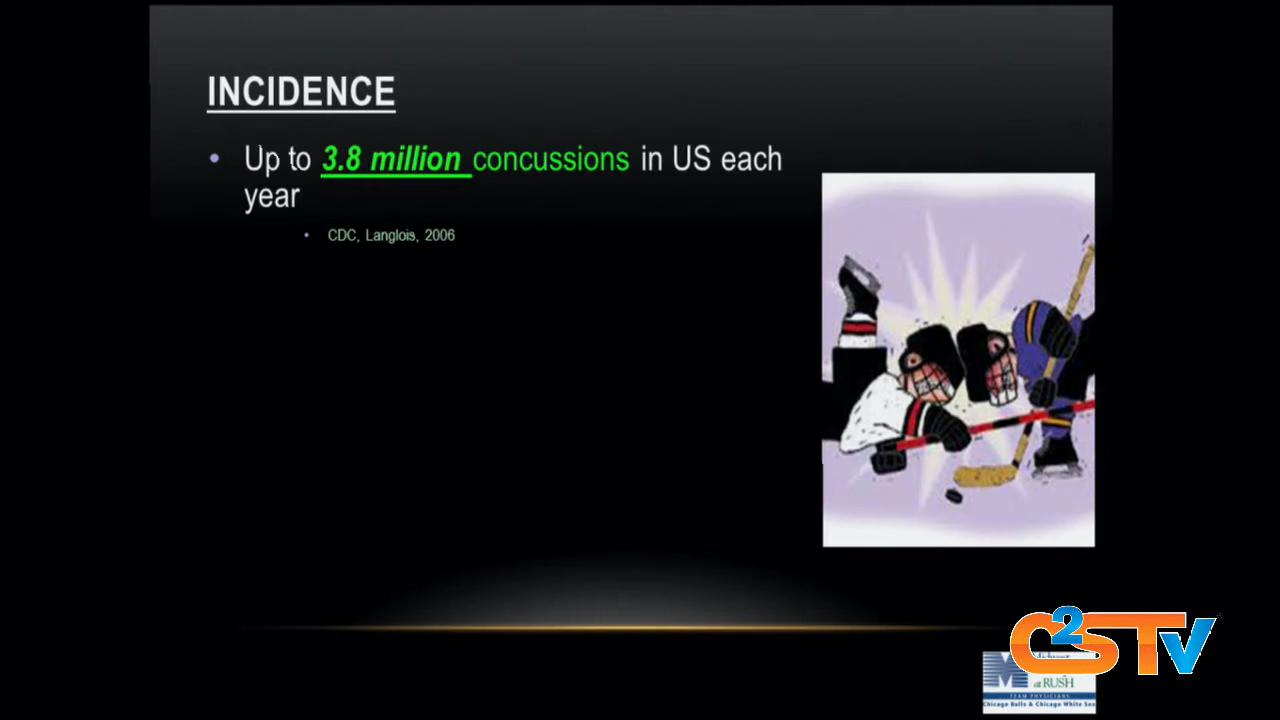 INCIDENCE
• Up to 3.8 million concussions in US each
year
• CDC, Langlois, 2006
C2STV
M
at RUSH
TEAM PHYSICIANS
Chicago Bulls & Chicago White Sox